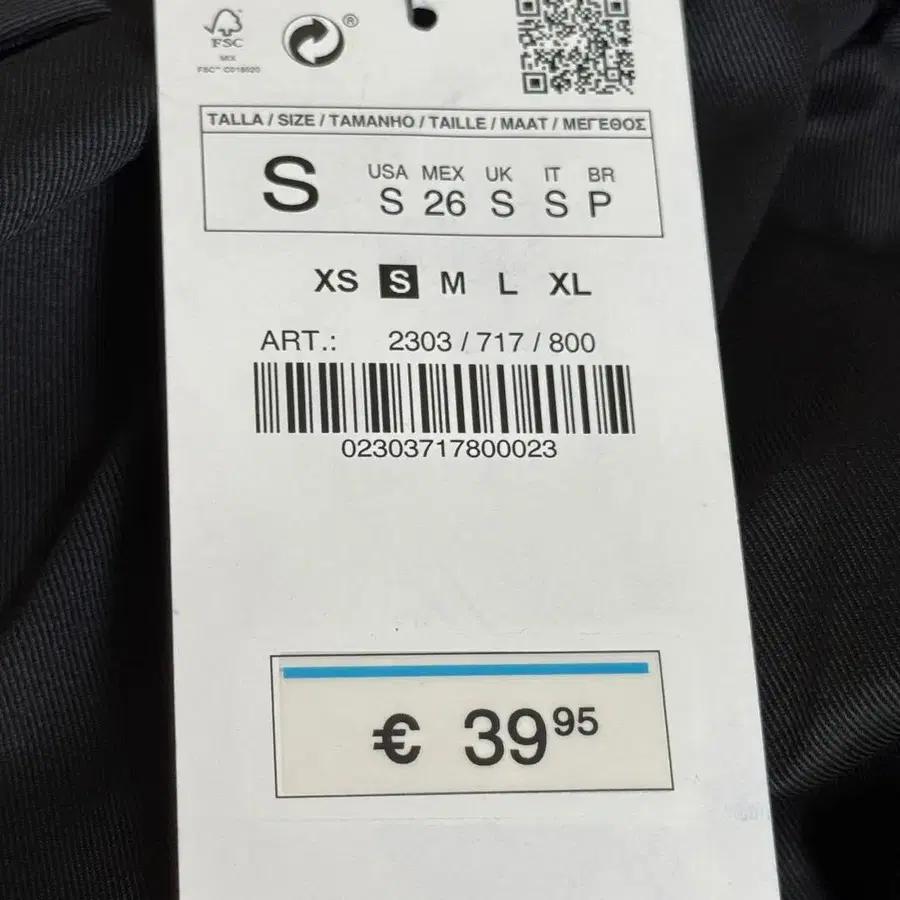 FSC
MIX
FSC™ C018020
®
TALLA / SIZE / TAMANHO / TAILLE / MAAT / ΜΕΓΕΘΟΣ
S
USA MEX UK IT BR
S 26 S S P
XS S M L XL
ART.: 2303 / 717 / 800
02303717800023
€ 39 95